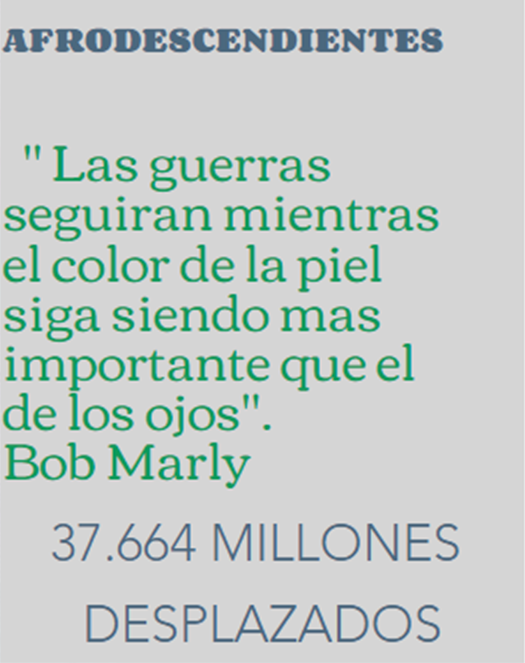 AFRODESCENDIENTES
" Las guerras
seguiran mientras
el color de la piel
siga siendo mas
importante que el
de los ojos".
Bob Marly
37.664 MILLONES
DESPLAZADOS